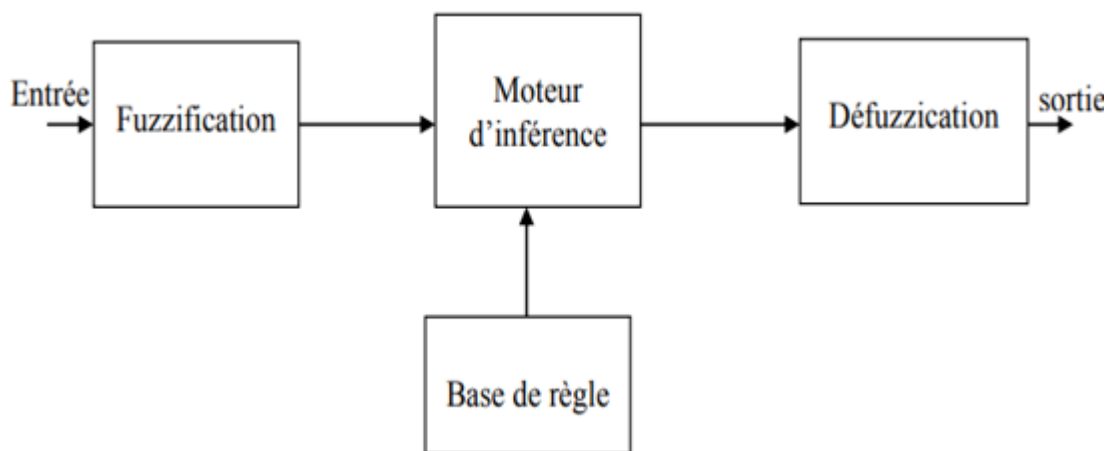 Entrée
Fuzzification
Moteur
d’inférence
Défuzzication
sortie
Base de règle